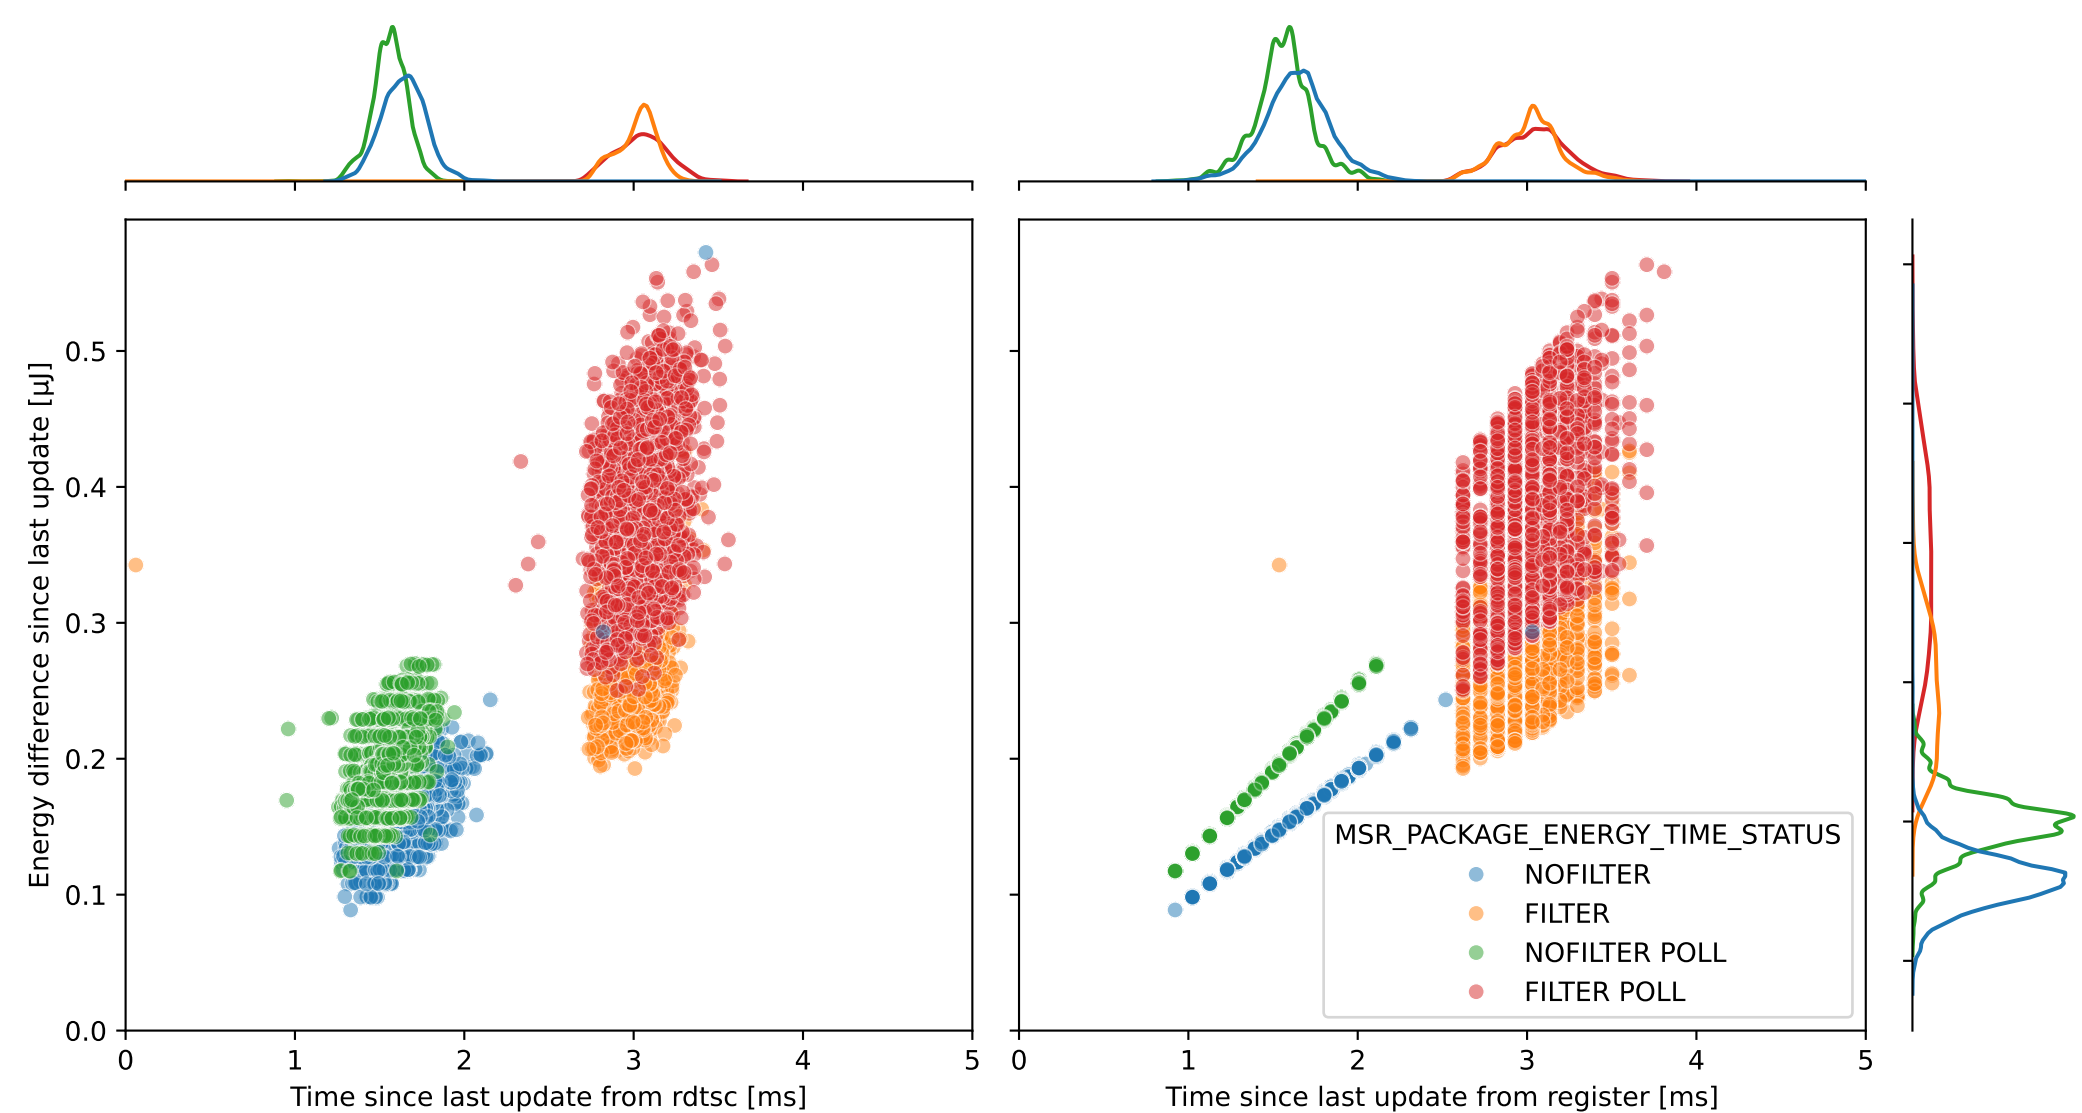 Energy difference since last update [µJ]
0.5
0.4
0.3
0.2
0.1
0.0
0 1 2 3 4 5
Time since last update from rdtsc [ms]
MSR_PACKAGE_ENERGY_TIME_STATUS
NOFILTER
FILTER
NOFILTER POLL
FILTER POLL
0 1 2 3 4 5
Time since last update from register [ms]